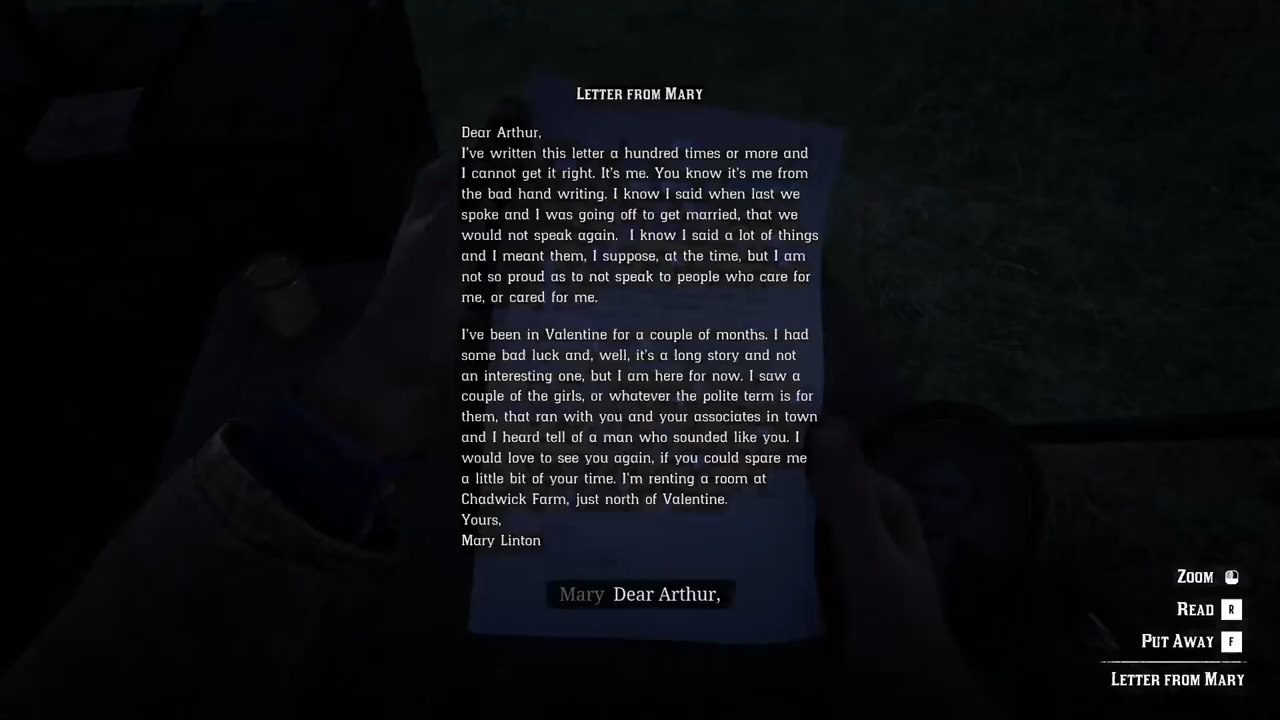 Letter from Mary
Dear Arthur,
I've written this letter a hundred times or more and
I cannot get it right. It's me. You know it's me from
the bad hand writing. I know I said when last we
spoke and I was going off to get married, that we
would not speak again.  I know I said a lot of things
and I meant them, I suppose, at the time, but I am
not so proud as to not speak to people who care for
me, or cared for me.
I've been in Valentine for a couple of months. I had
some bad luck and, well, it's a long story and not
an interesting one, but I am here for now. I saw a
couple of the girls, or whatever the polite term is for
them, that ran with you and your associates in town
and I heard tell of a man who sounded like you. I
would love to see you again, if you could spare me
a little bit of your time. I'm renting a room at
Chadwick Farm, just north of Valentine.
Yours,
Mary Linton
Mary Dear Arthur,
Zoom
Read R
Put Away F
Letter from Mary